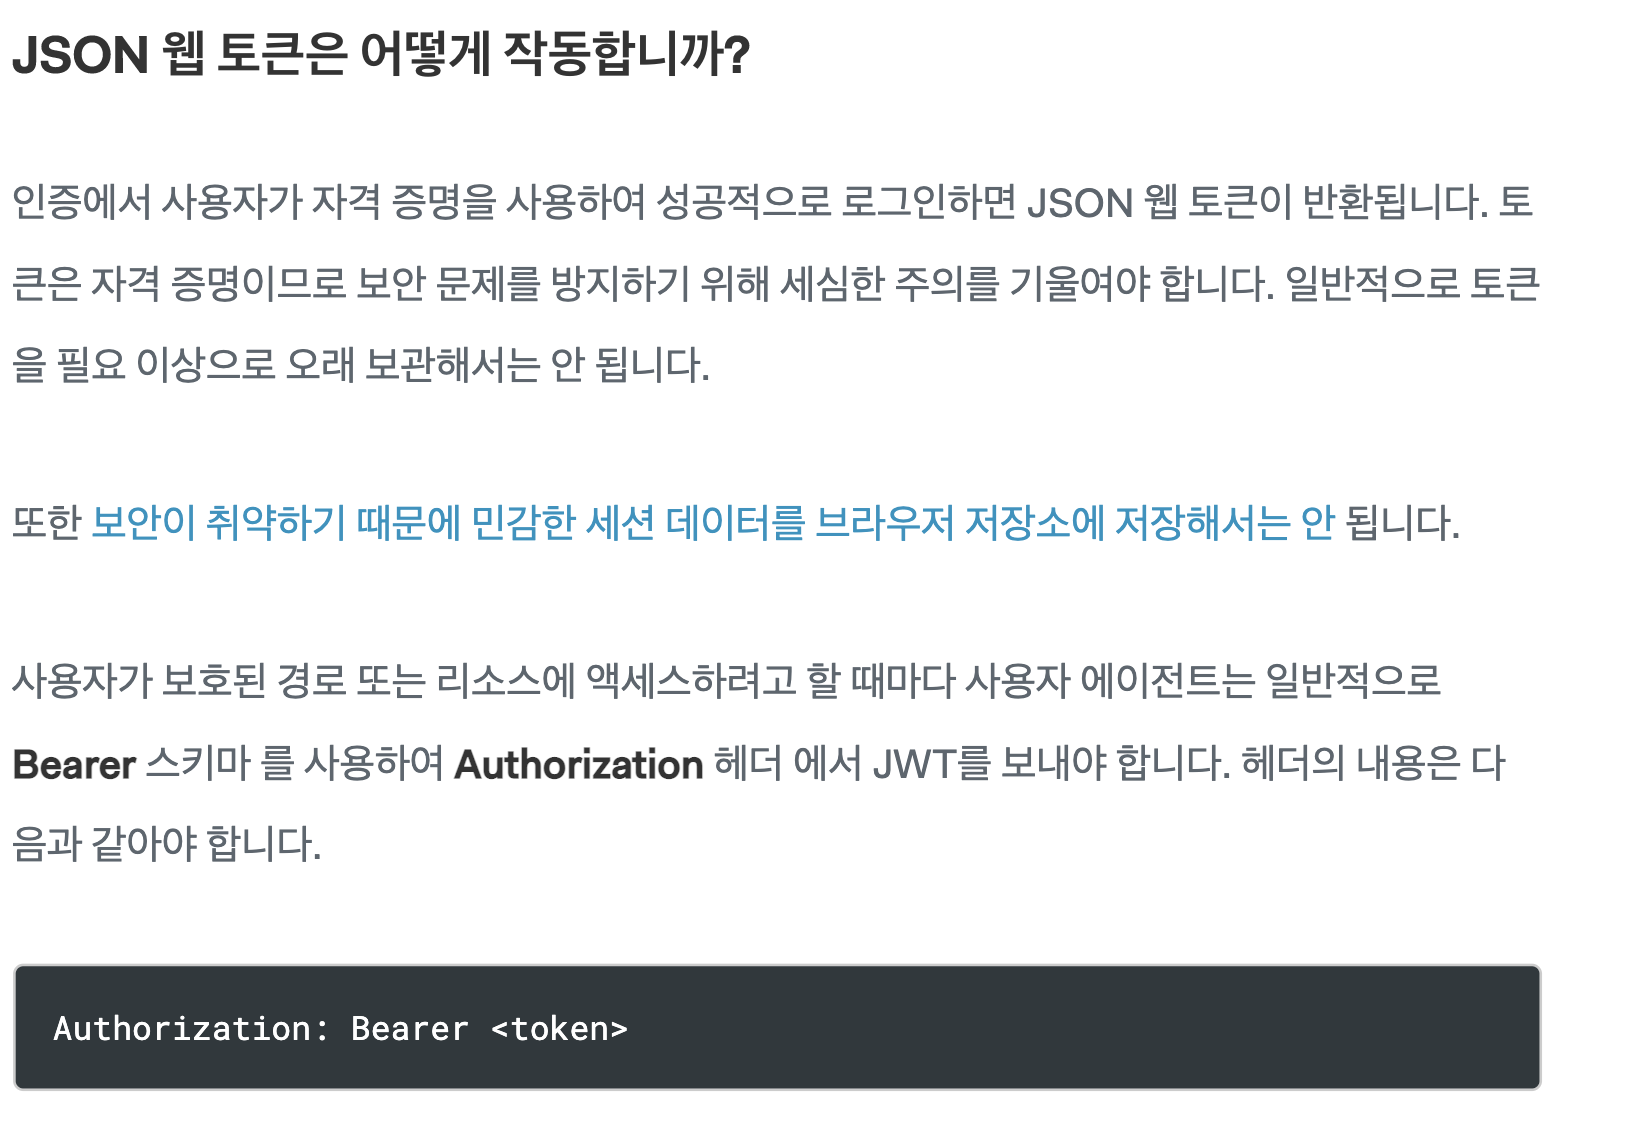 JSON 웹 토큰은 어떻게 작동합니까?
인증에서 사용자가 자격 증명을 사용하여 성공적으로 로그인하면 JSON 웹 토큰이 반환됩니다. 토
큰은 자격 증명이므로 보안 문제를 방지하기 위해 세심한 주의를 기울여야 합니다. 일반적으로 토큰
을 필요 이상으로 오래 보관해서는 안 됩니다.
또한 보안이 취약하기 때문에 민감한 세션 데이터를 브라우저 저장소에 저장해서는 안 됩니다.
사용자가 보호된 경로 또는 리소스에 액세스하려고 할 때마다 사용자 에이전트는 일반적으로
Bearer 스키마 를 사용하여 Authorization 헤더 에서 JWT를 보내야 합니다. 헤더의 내용은 다
음과 같아야 합니다.
Authorization: Bearer <token>